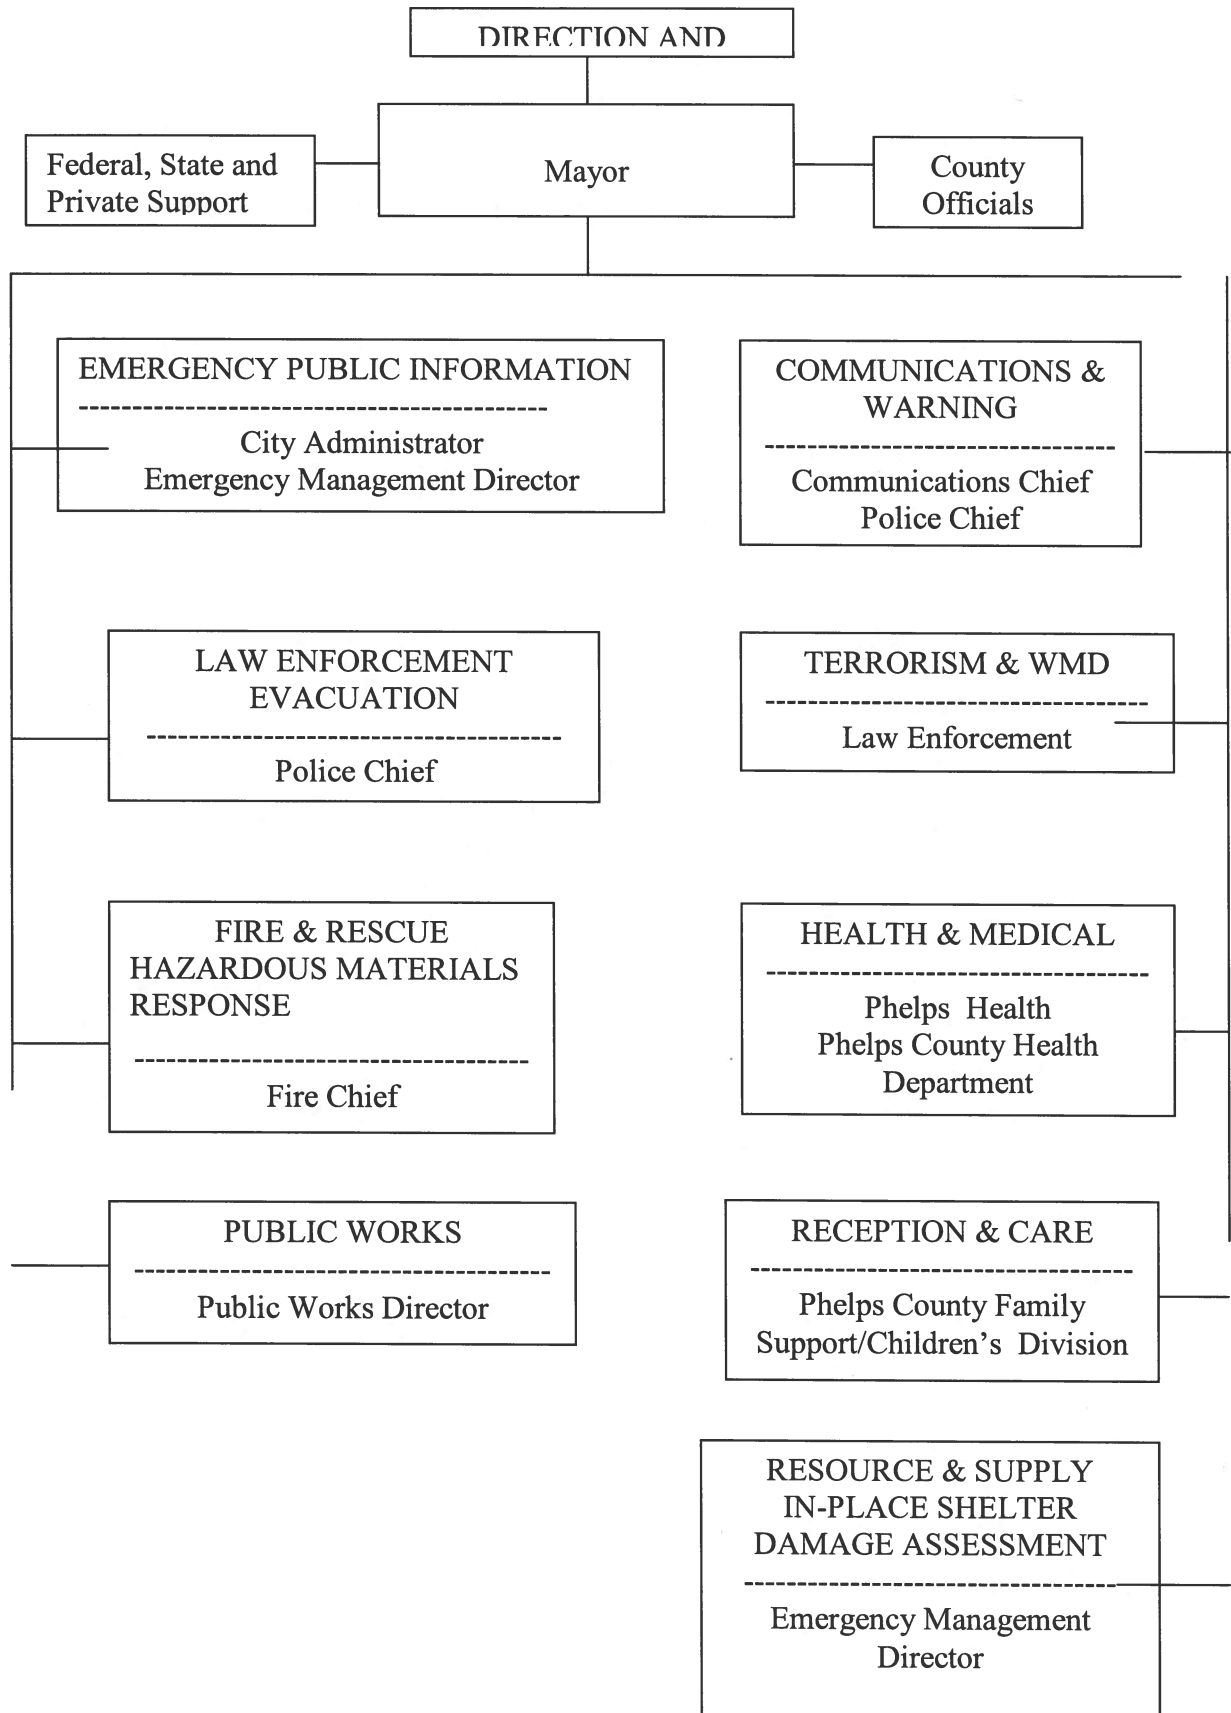 DIRECTION AND
Federal, State and
Private Support
Mayor
County
Officials
EMERGENCY PUBLIC INFORMATION
City Administrator
Emergency Management Director
COMMUNICATIONS &
WARNING
Communications Chief
Police Chief
LAW ENFORCEMENT
EVACUATION
Police Chief
TERRORISM & WMD
Law Enforcement
FIRE & RESCUE
HAZARDOUS MATERIALS
RESPONSE
Fire Chief
HEALTH & MEDICAL
Phelps Health
Phelps County Health
Department
PUBLIC WORKS
Public Works Director
RECEPTION & CARE
Phelps County Family
Support/Children's Division
RESOURCE & SUPPLY
IN-PLACE SHELTER
DAMAGE ASSESSMENT
Emergency Management
Director